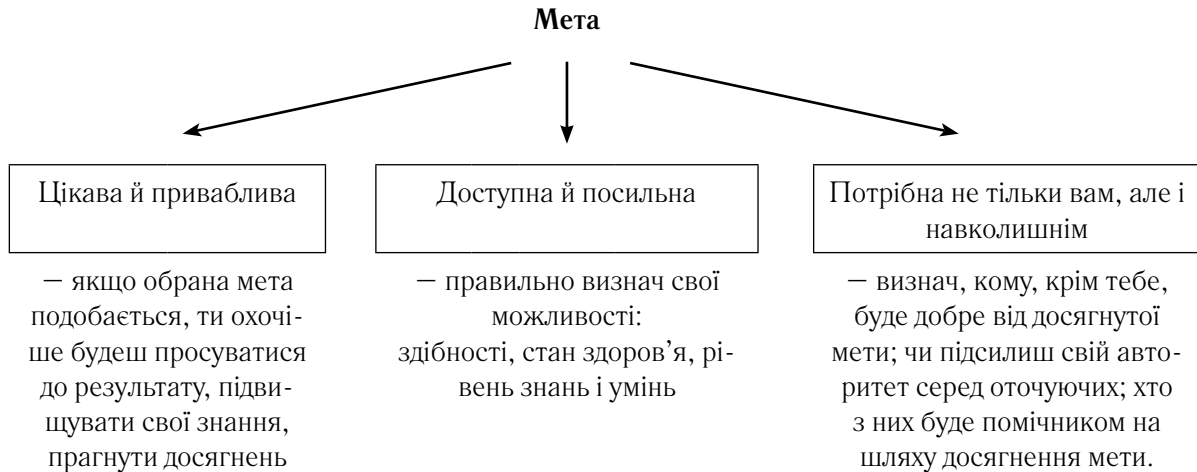 Мета
Цікава й приваблива
— якщо обрана мета
подобається, ти охочі-
ше будеш просуватися
до результату, підви-
щувати свої знання,
прагнути досягнень
Доступна й посильна
— правильно визнач свої
можливості:
здібності, стан здоров’я, рі-
вень знань і умінь
Потрібна не тільки вам, але і
навколишнім
— визнач, кому, крім тебе,
буде добре від досягнутої
мети; чи підсилиш свій авто-
ритет серед оточуючих; хто
з них буде помічником на
шляху досягнення мети.